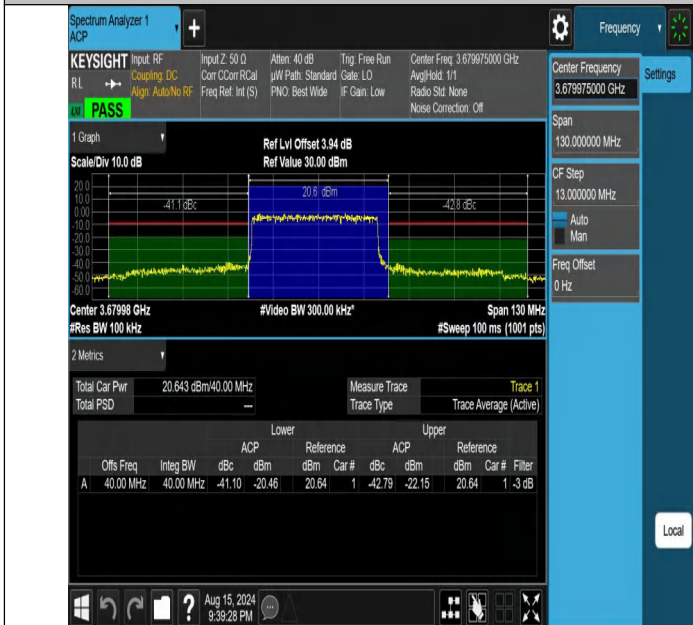 Spectrum Analyzer 1
ACP
+
Frequency
KEYSIGHT
RL
PASS
Input: RF
Coupling: DC
Align: Auto/No RF
Input Z: 50 Ω
Corr CCorr RCal
Freq Ref: Int (S)
Atten: 40 dB
µW Path: Standard
PNO: Best Wide
Trig: Free Run
Gate: LO
IF Gain: Low
Center Freq: 3.679975000 GHz
Avg|Hold: 1/1
Radio Std: None
Noise Correction: Off
Center Frequency
3.679975000 GHz
Settings
Span
130.000000 MHz
CF Step
13.000000 MHz
Auto
Man
Freq Offset
0 Hz
1 Graph
Scale/Div 10.0 dB
Ref Lvl Offset 3.94 dB
Ref Value 30.00 dBm
20.0
10.0
0.00
-10.0
-20.0
-30.0
-40.0
-50.0
-60.0
-41.1 dBc
20.6 dBm
-42.8 dBc
Center 3.67998 GHz
#Video BW 300.00 kHz*
Span 130 MHz
#Res BW 100 kHz
#Sweep 100 ms (1001 pts)
2 Metrics
Total Car Pwr 20.643 dBm/40.00 MHz
Total PSD ---
Measure Trace Trace 1
Trace Type Trace Average (Active)
Lower Upper
ACP Reference ACP Reference
Offs Freq Integ BW dBc dBm dBm Car # dBc dBm dBm Car # Filter
A 40.00 MHz 40.00 MHz -41.10 -20.46 20.64 1 -42.79 -22.15 20.64 1 -3 dB
Local
?
Aug 15, 2024
9:39:28 PM